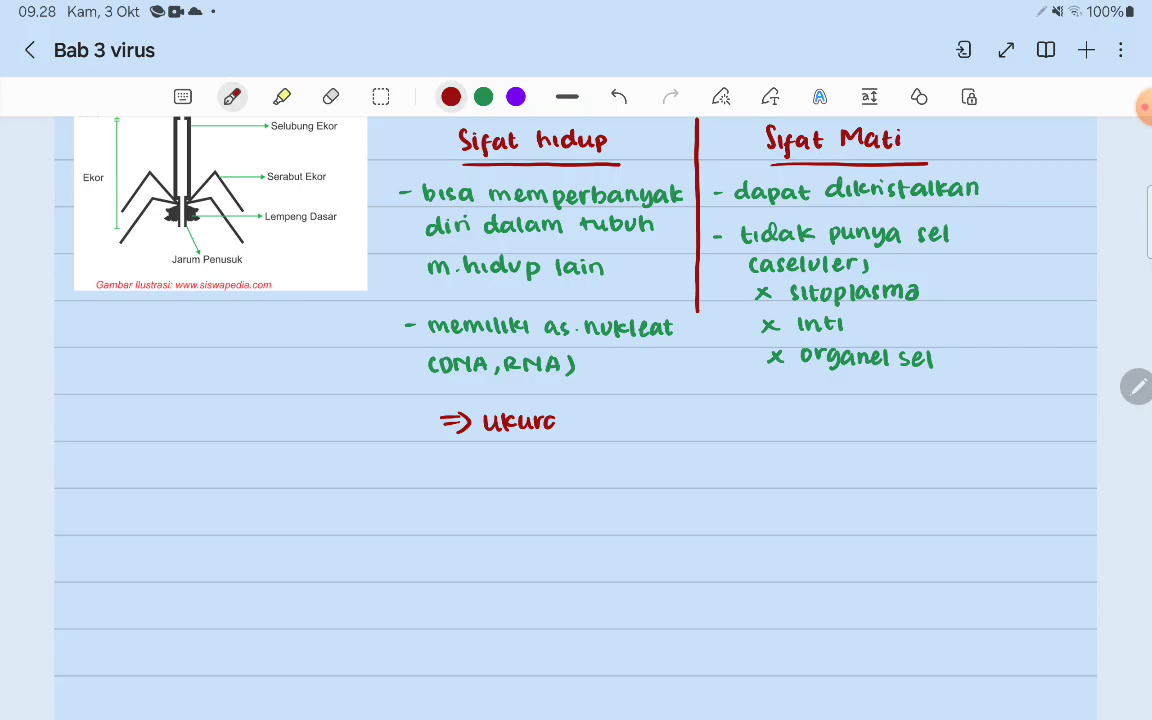 09.28 Kam, 3 Okt
100%
Bab 3 virus
Selubung Ekor
Ekor
Serabut Ekor
Lempeng Dasar
Jarum Penusuk
Gambar Ilustrasi: www.siswapedia.com
Sifat hidup
- bisa memperbanyak
diri dalam tubuh
m.hidup lain
- memiliki as.nukleat
(DNA, RNA)
=> ukura
Sifat Mati
- dapat dikristalkan
- tidak punya sel
(aseluler)
x sitoplasma
x inti
x organel sel